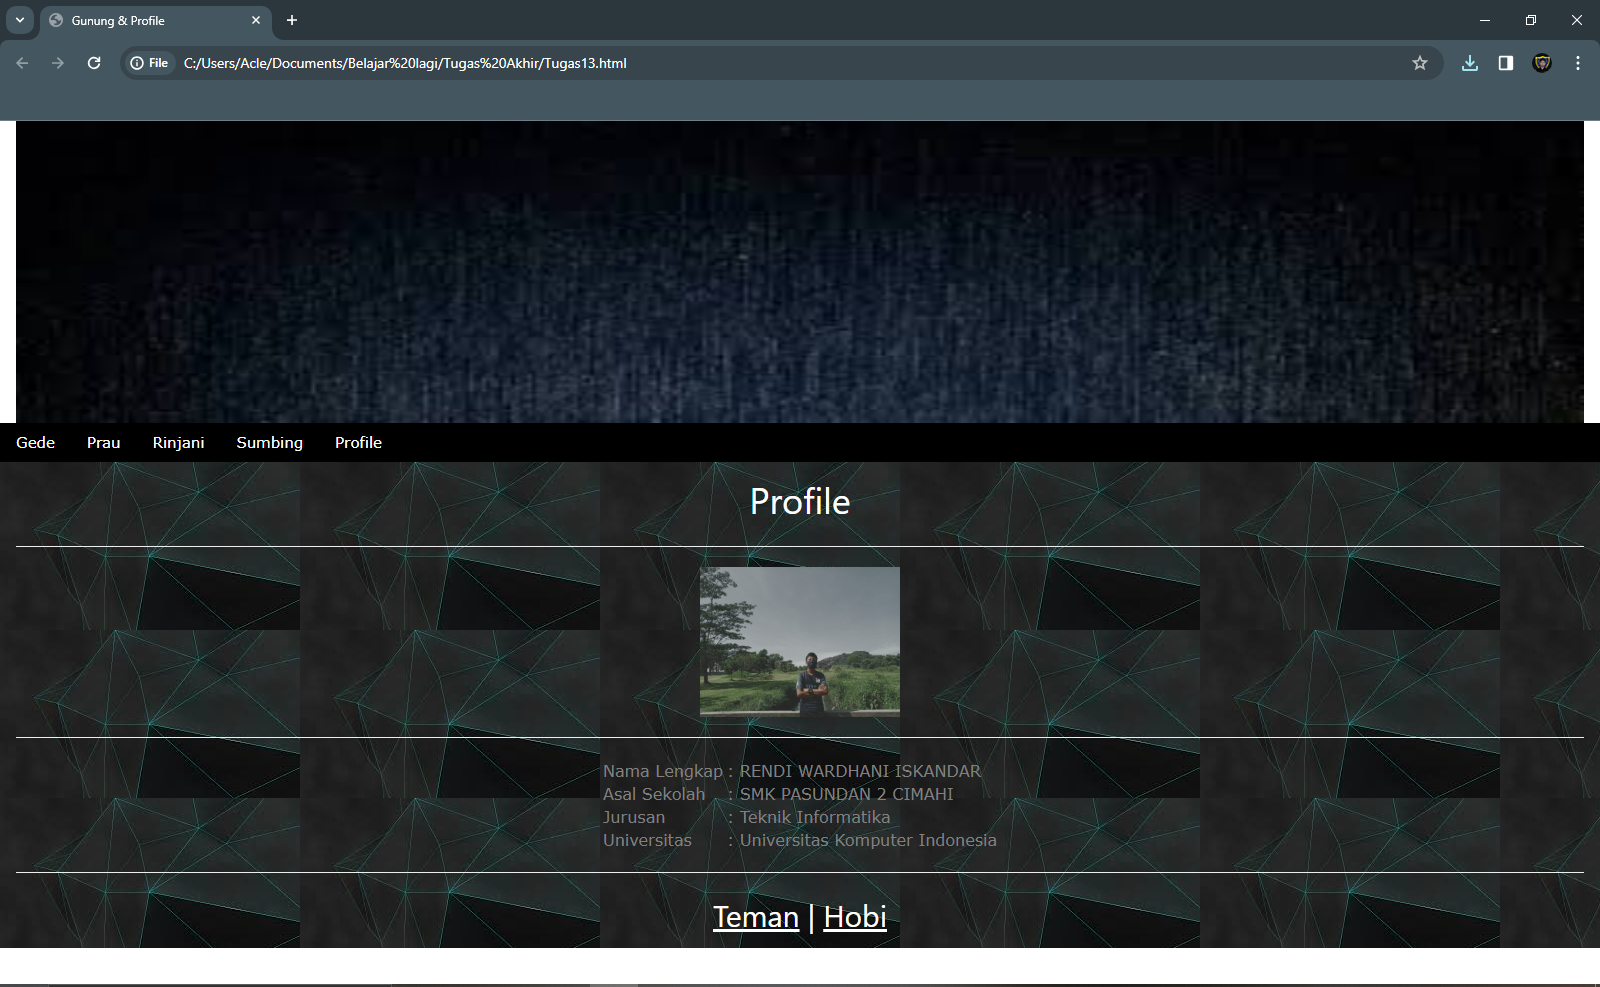 Gunung & Profile
File C:/Users/Acle/Documents/Belajar%20lagi/Tugas%20Akhir/Tugas13.html
Gede Prau Rinjani Sumbing Profile
Profile
Nama Lengkap : RENDI WARDHANI ISKANDAR
Asal Sekolah : SMK PASUNDAN 2 CIMAHI
Jurusan : Teknik Informatika
Universitas : Universitas Komputer Indonesia
Teman | Hobi